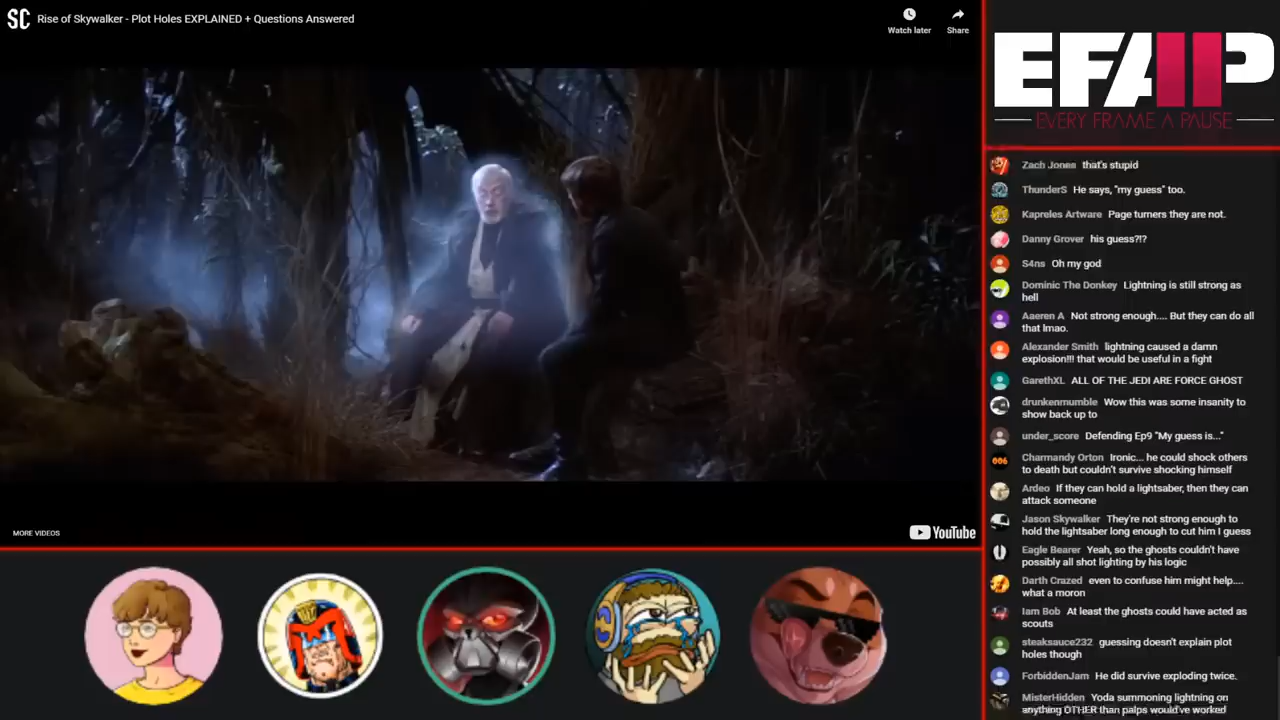 SC Rise of Skywalker - Plot Holes EXPLAINED + Questions Answered
Watch later
Share
MORE VIDEOS
YouTube
EFAP
EVERY FRAME A PAUSE
Zach Jones that's stupid
ThunderS He says, "my guess" too.
Kapreles Artware Page turners they are not.
Danny Grover his guess?!?
S4ns Oh my god
Dominic The Donkey Lightning is still strong as
hell
Aaeren A Not strong enough.... But they can do all
that lmao.
Alexander Smith lightning caused a damn
explosion!!! that would be useful in a fight
GarethXL ALL OF THE JEDI ARE FORCE GHOST
drunkenmumble Wow this was some insanity to
show back up to
under_score Defending Ep9 "My guess is..."
Charmandy Orton Ironic... he could shock others
to death but couldn't survive shocking himself
Ardeo If they can hold a lightsaber, then they can
attack someone
Jason Skywalker They're not strong enough to
hold the lightsaber long enough to cut him I guess
Eagle Bearer Yeah, so the ghosts couldn't have
possibly all shot lighting by his logic
Darth Crazed even to confuse him might help....
what a moron
Iam Bob At least the ghosts could have acted as
scouts
steaksauce232 guessing doesn't explain plot
holes though
ForbiddenJam He did survive exploding twice.
MisterHidden Yoda summoning lightning on
anything OTHER than palps would've worked